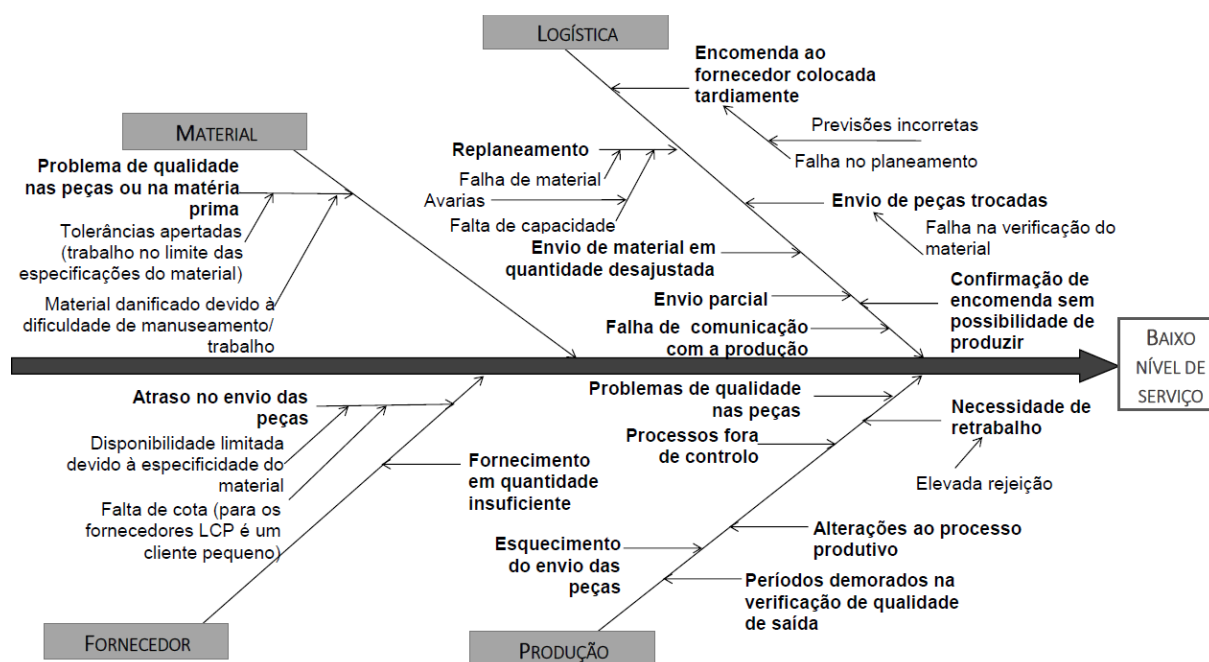 LOGÍSTICA
Encomenda ao
fornecedor colocada
tardiamente
Previsões incorretas
Falha no planeamento
MATERIAL
Problema de qualidade
nas peças ou na matéria
prima
Tolerâncias apertadas
(trabalho no limite das
especificações do material)
Material danificado devido à
dificuldade de manuseamento/
trabalho
Replaneamento
Falha de material
Avarias
Falta de capacidade
Envio de peças trocadas
Falha na verificação do
material
Envio de material em
quantidade desajustada
Envio parcial
Confirmação de
encomenda sem
possibilidade de
produzir
Falha de comunicação
com a produção
BAIXO
NÍVEL DE
SERVIÇO
Atraso no envio das
peças
Disponibilidade limitada
devido à especificidade do
material
Falta de cota (para os
fornecedores LCP é um
cliente pequeno)
Fornecimento
em quantidade
insuficiente
FORNECEDOR
Problemas de qualidade
nas peças
Necessidade de
retrabalho
Elevada rejeição
Processos fora
de controlo
Alterações ao processo
produtivo
Esquecimento
do envio das
peças
Períodos demorados na
verificação de qualidade
de saída
PRODUÇÃO